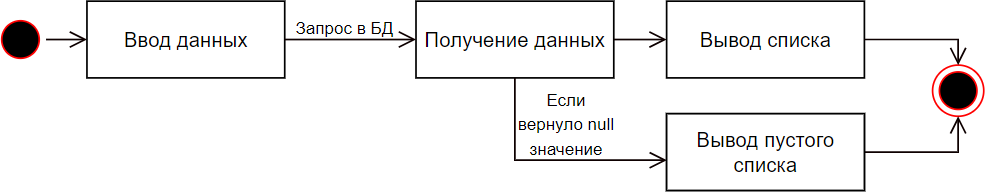 Ввод данных
Запрос в БД
Получение данных
Вывод списка
Если
вернуло null
значение
Вывод пустого
списка